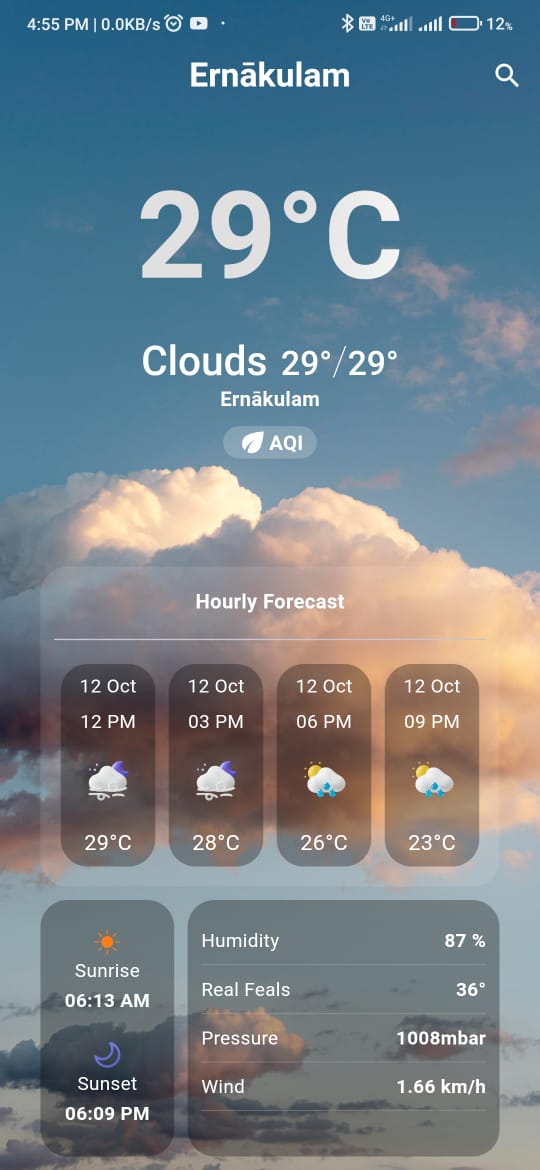 4:55 PM | 0.0KB/s Vo LTE 4G+ 12%
Ernākulam
29°C
Clouds 29°/29°
Ernākulam
AQI
Hourly Forecast
12 Oct 12 Oct 12 Oct 12 Oct
12 PM 03 PM 06 PM 09 PM
29°C 28°C 26°C 23°C
Sunrise
06:13 AM
Sunset
06:09 PM
Humidity 87 %
Real Feals 36°
Pressure 1008mbar
Wind 1.66 km/h